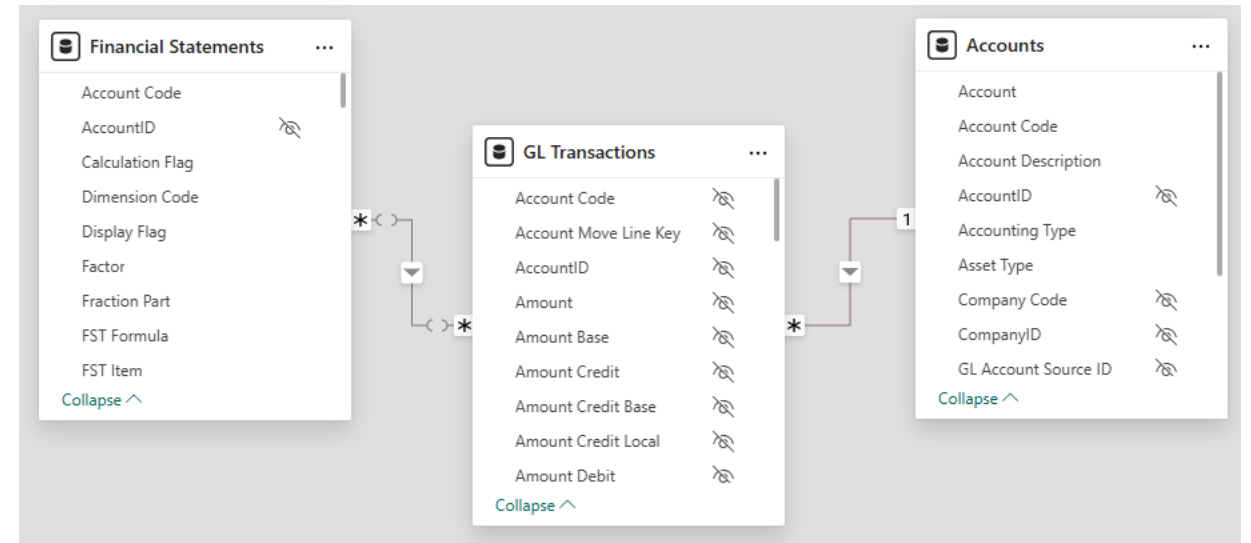 Financial Statements
Account Code
AccountID
Calculation Flag
Dimension Code
Display Flag
Factor
Fraction Part
FST Formula
FST Item
Collapse
*
*
GL Transactions
Account Code
Account Move Line Key
AccountID
Amount
Amount Base
Amount Credit
Amount Credit Base
Amount Credit Local
Amount Debit
Collapse
*
1
Accounts
Account
Account Code
Account Description
AccountID
Accounting Type
Asset Type
Company Code
CompanyID
GL Account Source ID
Collapse